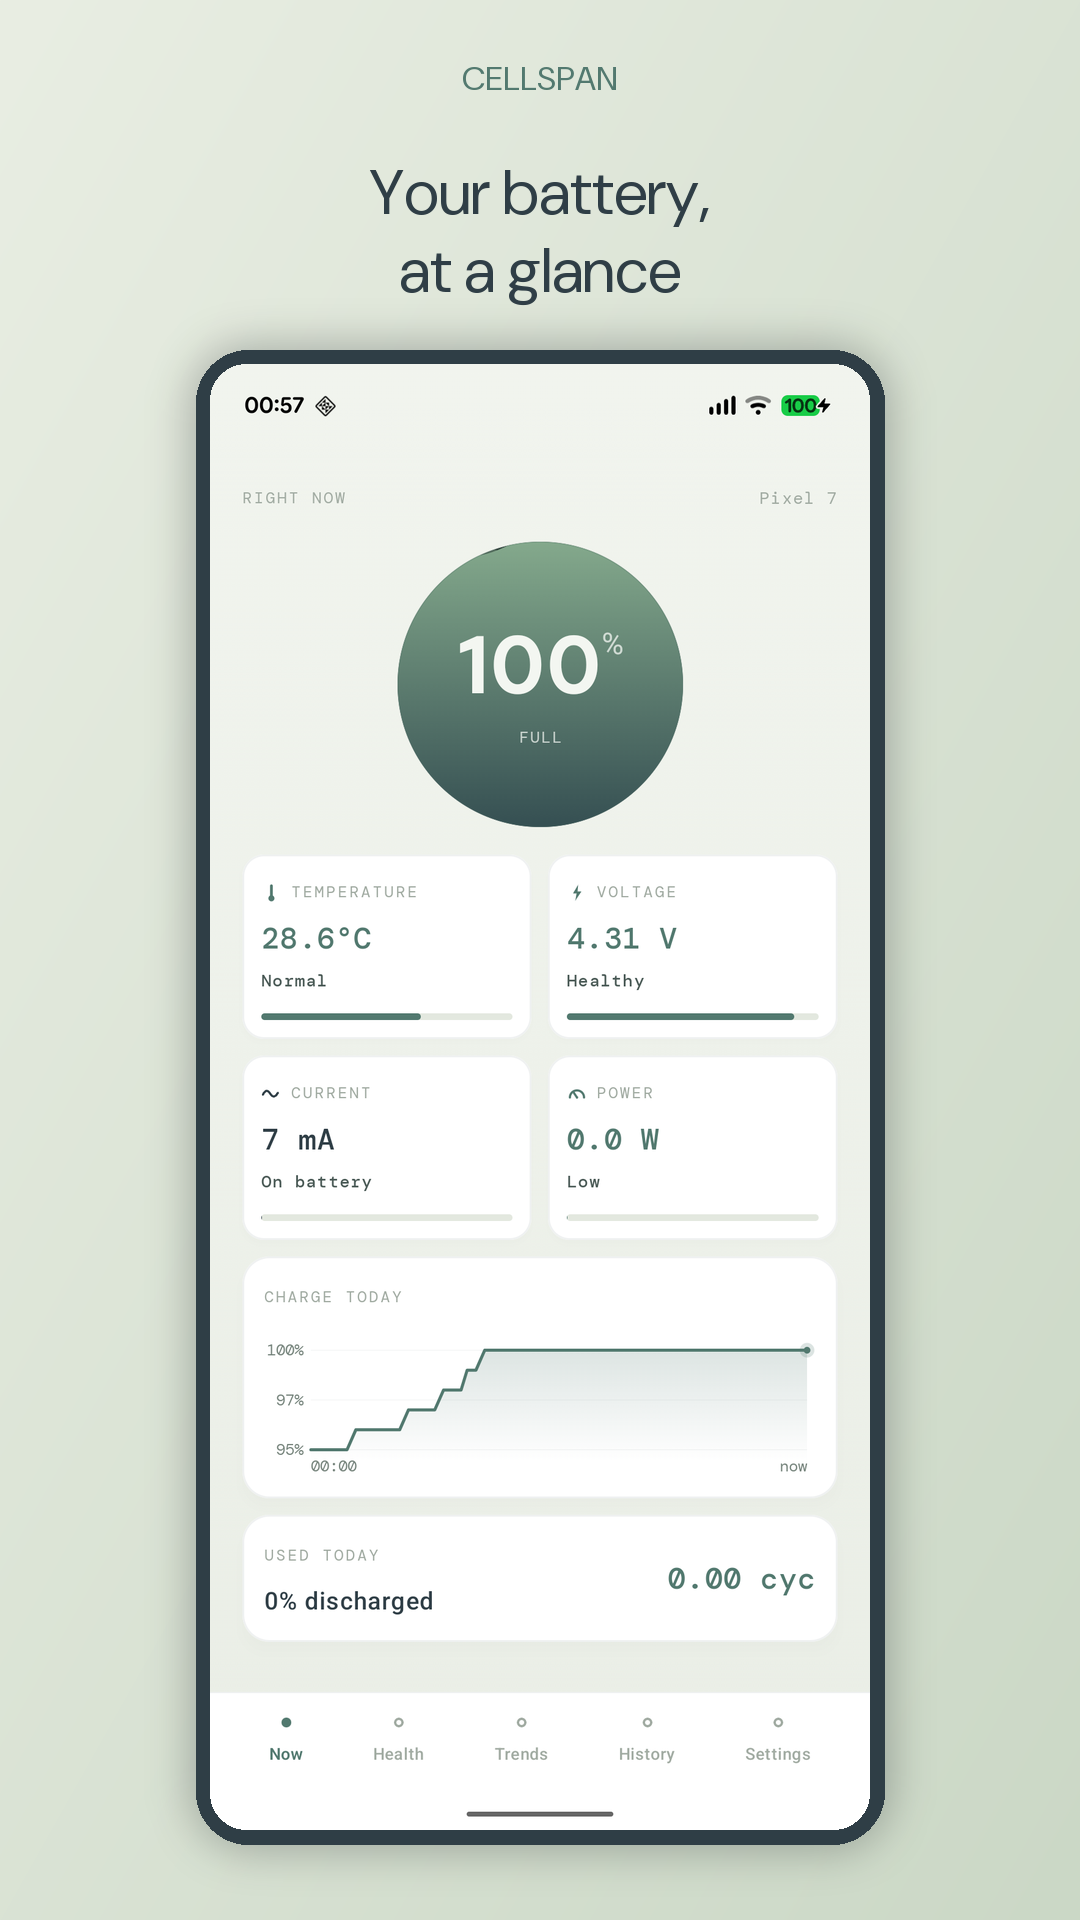 CELLSPAN
Your battery,
at a glance
00:57
100
RIGHT NOW
Pixel 7
100%
FULL
TEMPERATURE
28.6°C
Normal
VOLTAGE
4.31 V
Healthy
CURRENT
7 mA
On battery
POWER
0.0 W
Low
CHARGE TODAY
100%
97%
95%
00:00
now
USED TODAY
0% discharged
0.00 cyc
Now
Health
Trends
History
Settings